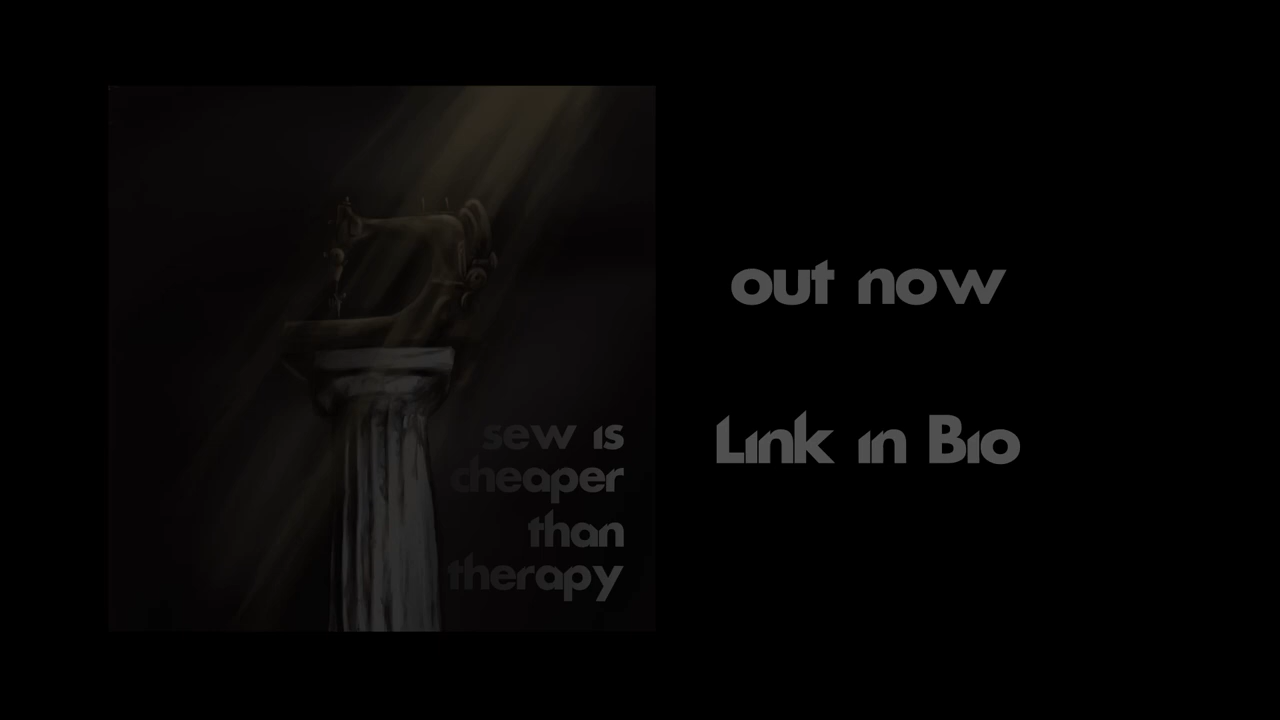 sew is
cheaper
than
therapy
out now
Link in Bio